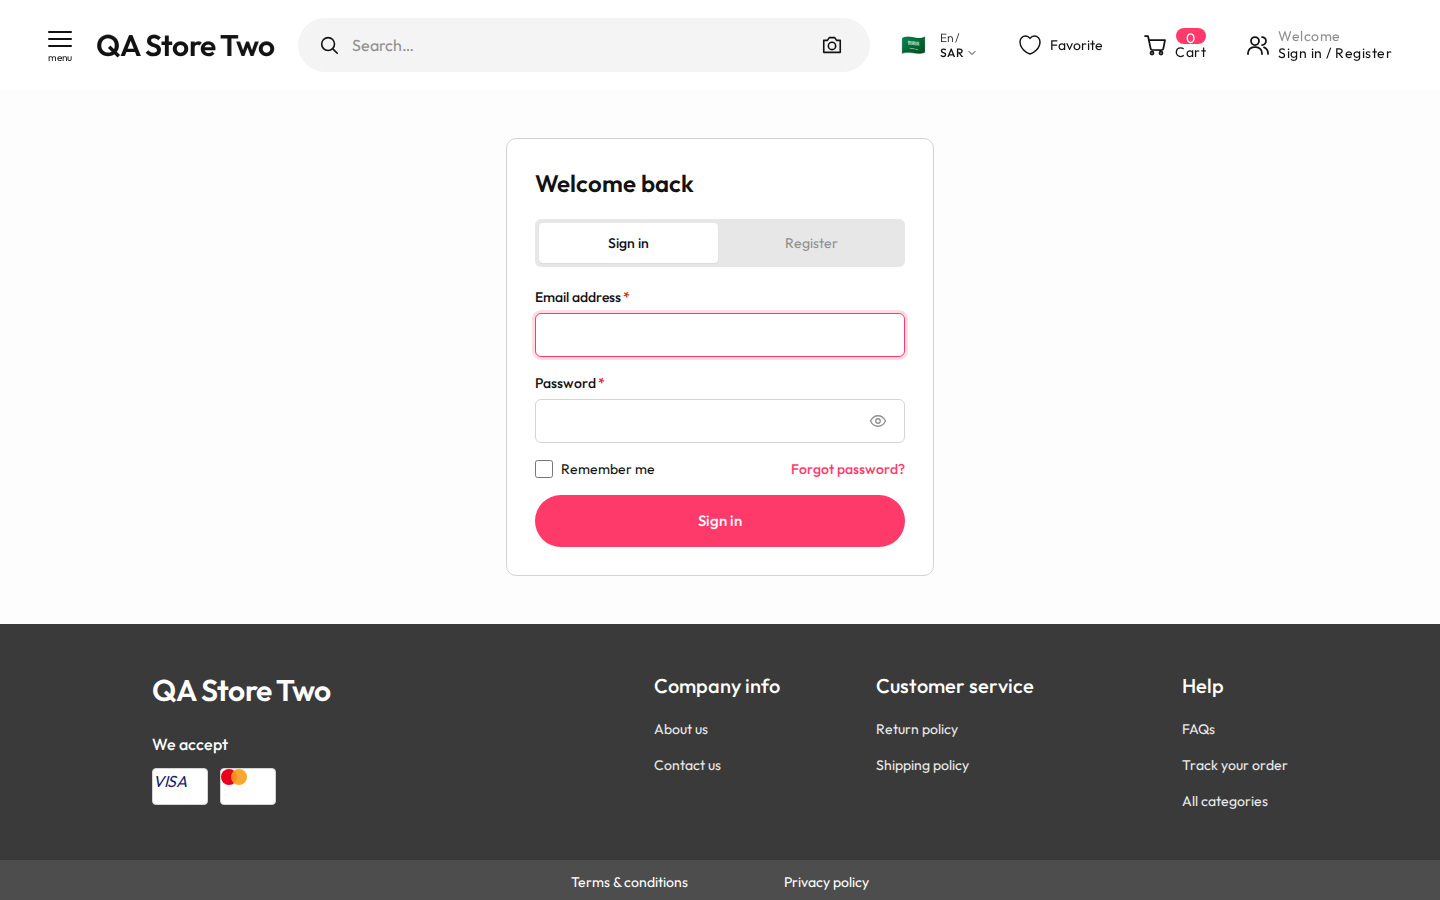 menu
QA Store Two
Search...
En/
SAR
Favorite
0
Cart
Welcome
Sign in / Register
Welcome back
Sign in
Register
Email address *
Password *
Remember me
Forgot password?
Sign in
QA Store Two
We accept
VISA
Company info
About us
Contact us
Customer service
Return policy
Shipping policy
Help
FAQs
Track your order
All categories
Terms & conditions
Privacy policy